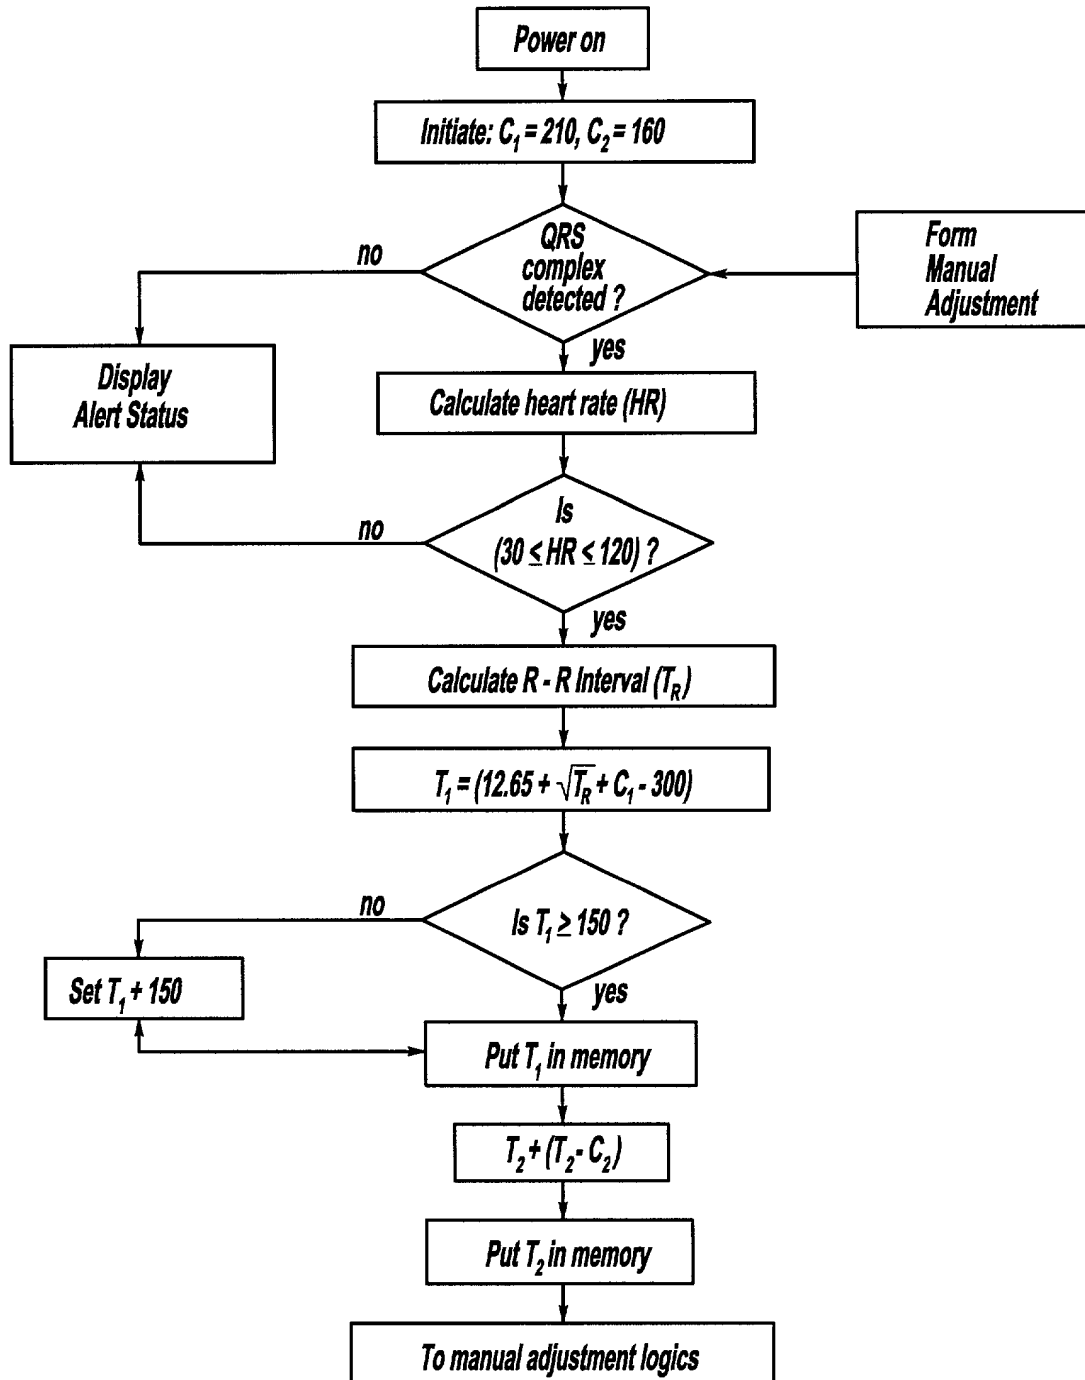 Power on
Initiate: C₁ = 210, C₂ = 160
QRS
complex
detected ?
no
Form
Manual
Adjustment
yes
Display
Alert Status
Calculate heart rate (HR)
Is
(30 ≤ HR ≤ 120) ?
no
yes
Calculate R - R Interval (T_R)
T₁ = (12.65 + √T_R + C₁ - 300)
Is T₁ ≥ 150 ?
no
yes
Set T₁ + 150
Put T₁ in memory
T₂ + (T₂ - C₂)
Put T₂ in memory
To manual adjustment logics